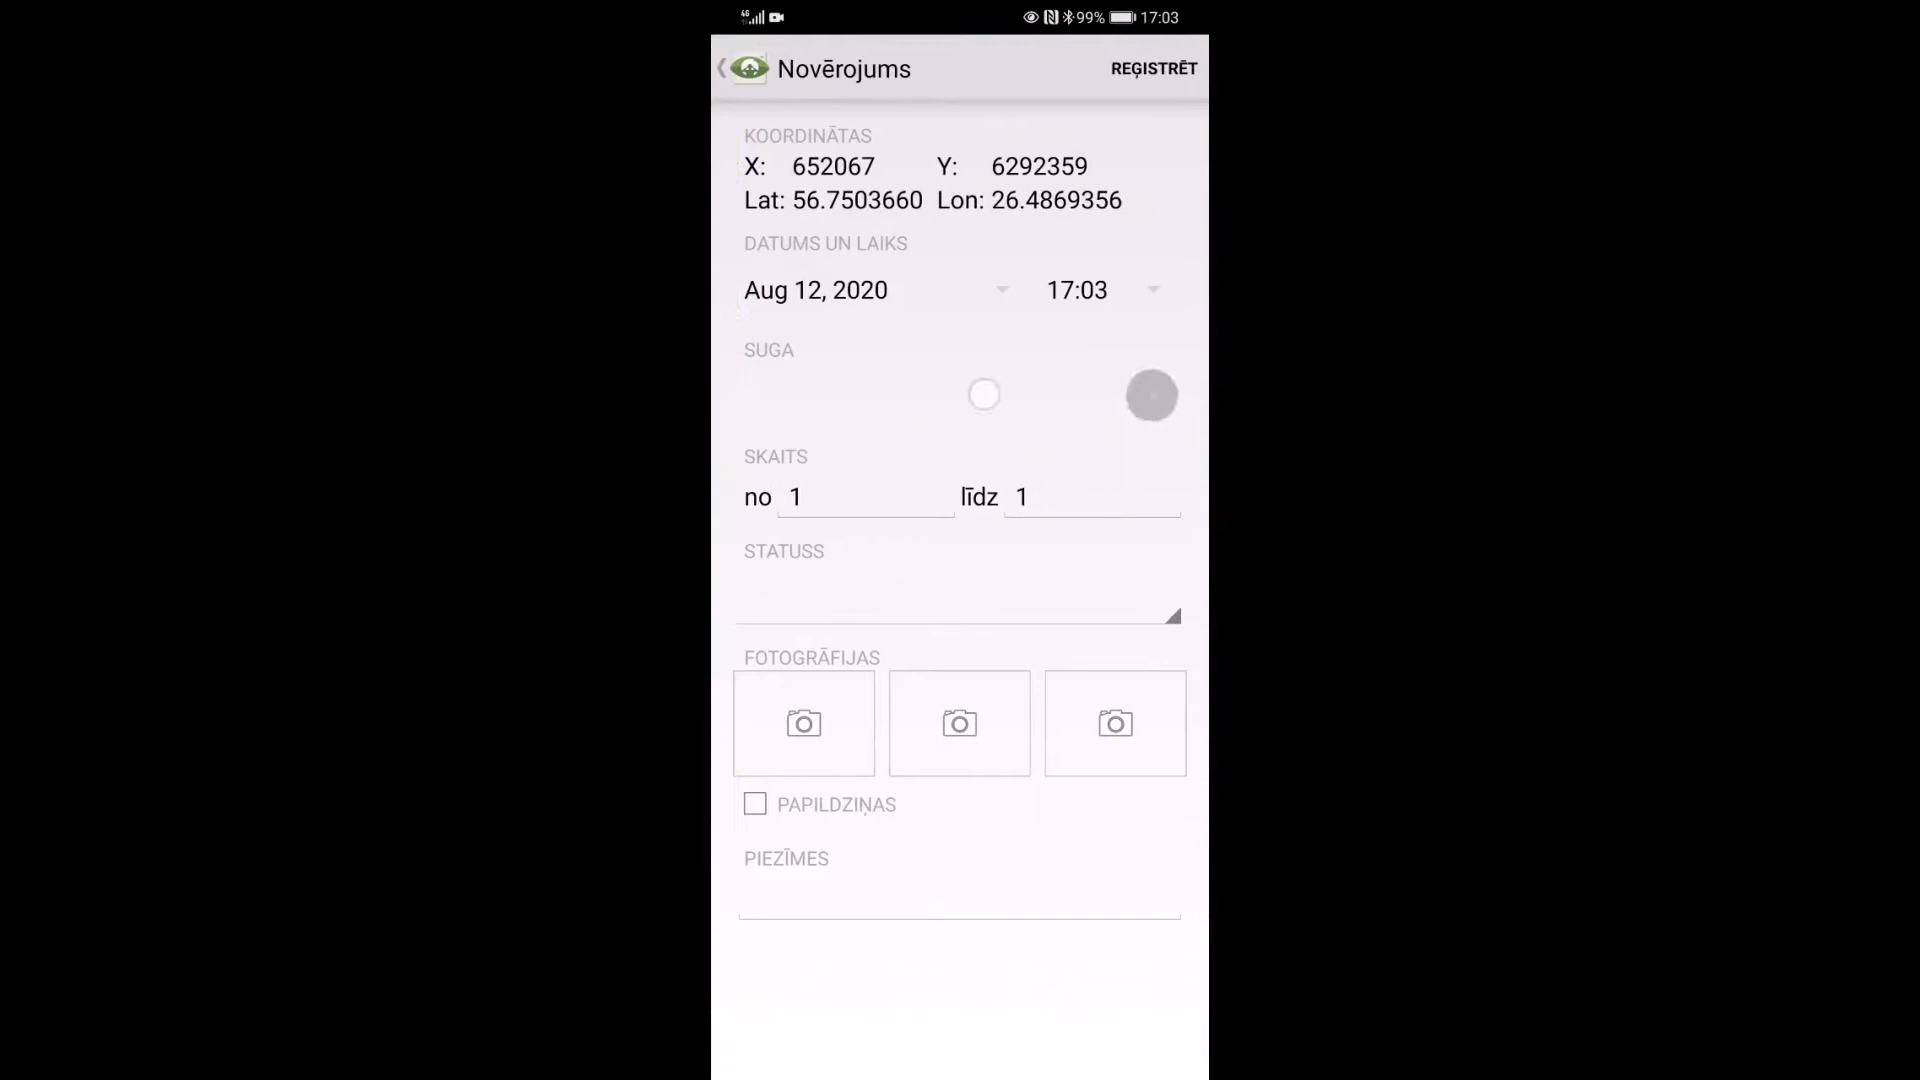 4G 99% 17:03
Novērojums REĢISTRĒT
KOORDINĀTAS
X: 652067 Y: 6292359
Lat: 56.7503660 Lon: 26.4869356
DATUMS UN LAIKS
Aug 12, 2020 17:03
SUGA
SKAITS
no 1 līdz 1
STATUSS
FOTOGRĀFIJAS
PAPILDZIŅAS
PIEZĪMES